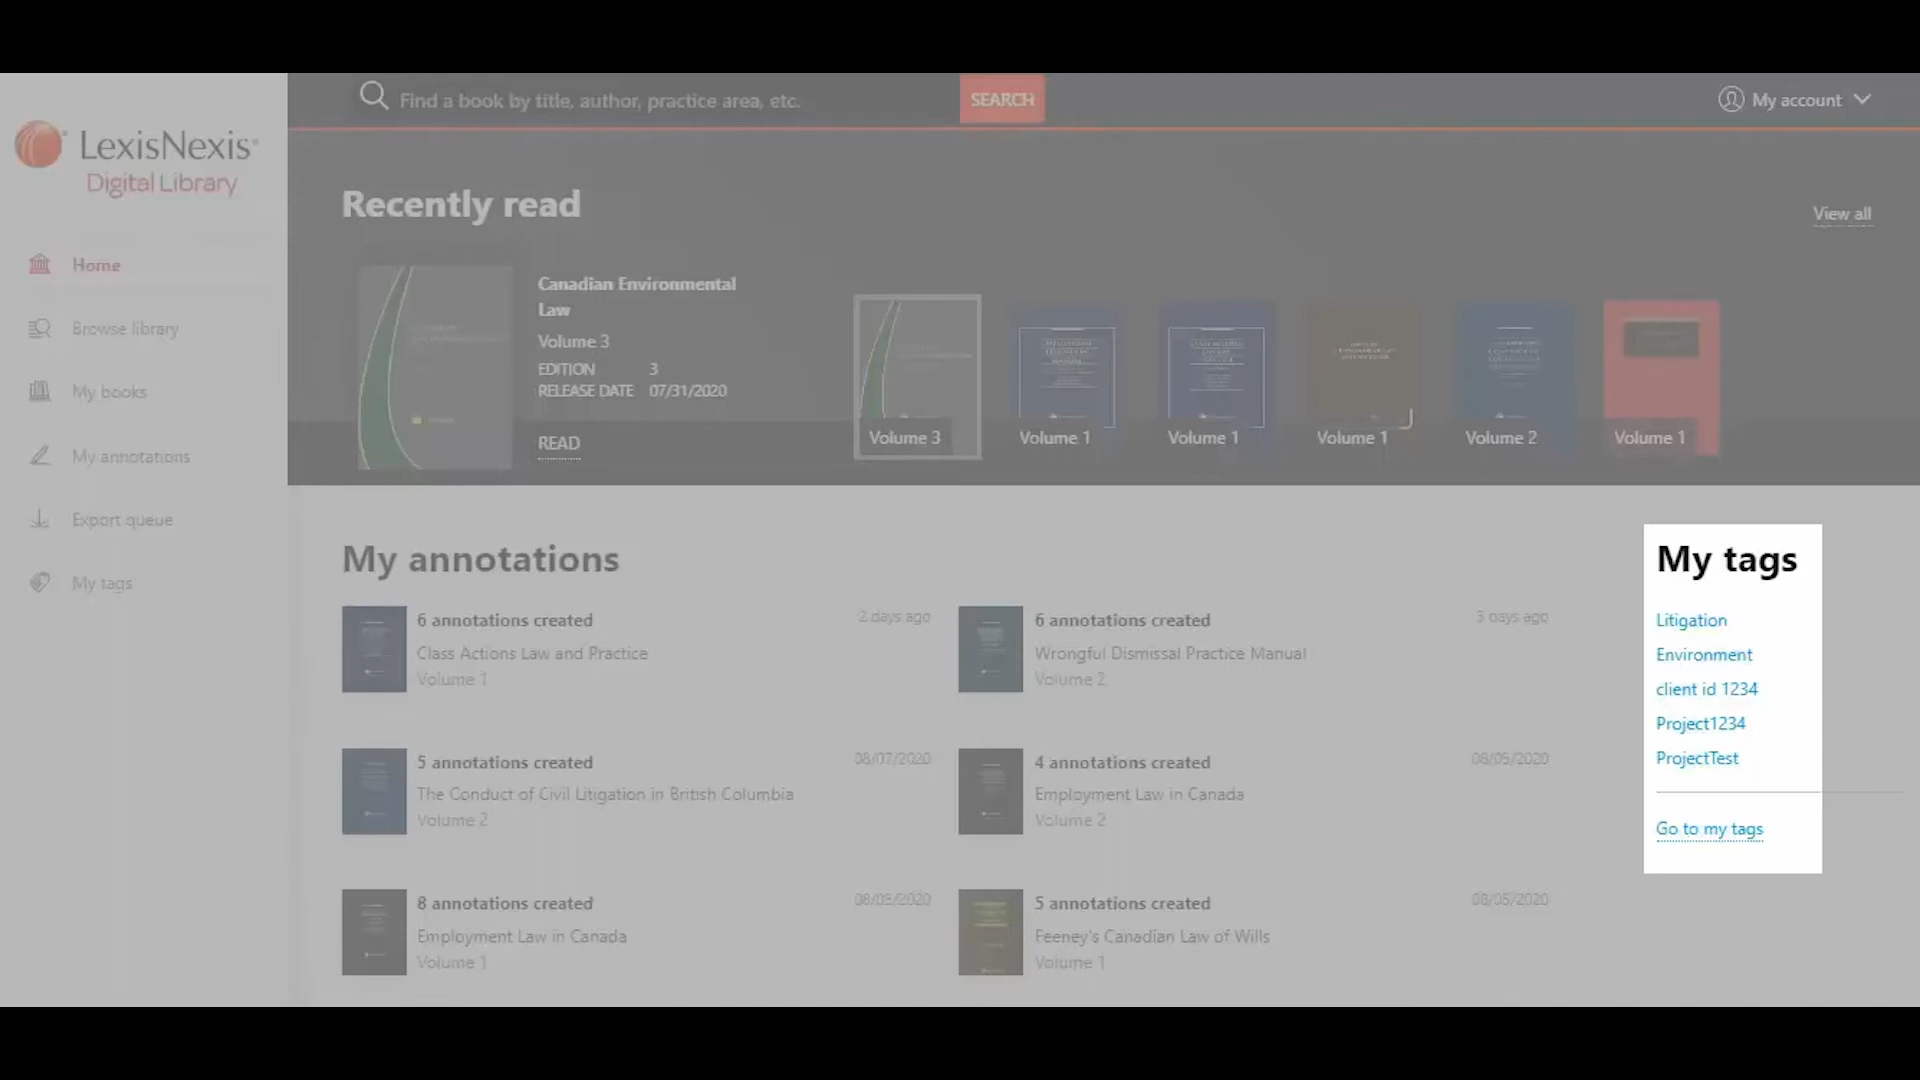 Find a book by title, author, practice area, etc.
SEARCH
My account
LexisNexis
Digital Library
Recently read
View all
Home
Browse library
My books
My annotations
Export queue
My tags
Canadian Environmental
Law
Volume 3
EDITION 3
RELEASE DATE 07/31/2020
READ
Volume 3
Volume 1
Volume 1
Volume 1
Volume 2
Volume 1
My annotations
6 annotations created
2 days ago
Class Actions Law and Practice
Volume 1
6 annotations created
3 days ago
Wrongful Dismissal Practice Manual
Volume 2
5 annotations created
08/07/2020
The Conduct of Civil Litigation in British Columbia
Volume 2
4 annotations created
08/05/2020
Employment Law in Canada
Volume 2
8 annotations created
08/05/2020
Employment Law in Canada
Volume 1
5 annotations created
08/05/2020
Feeney's Canadian Law of Wills
Volume 1
My tags
Litigation
Environment
client id 1234
Project1234
ProjectTest
Go to my tags